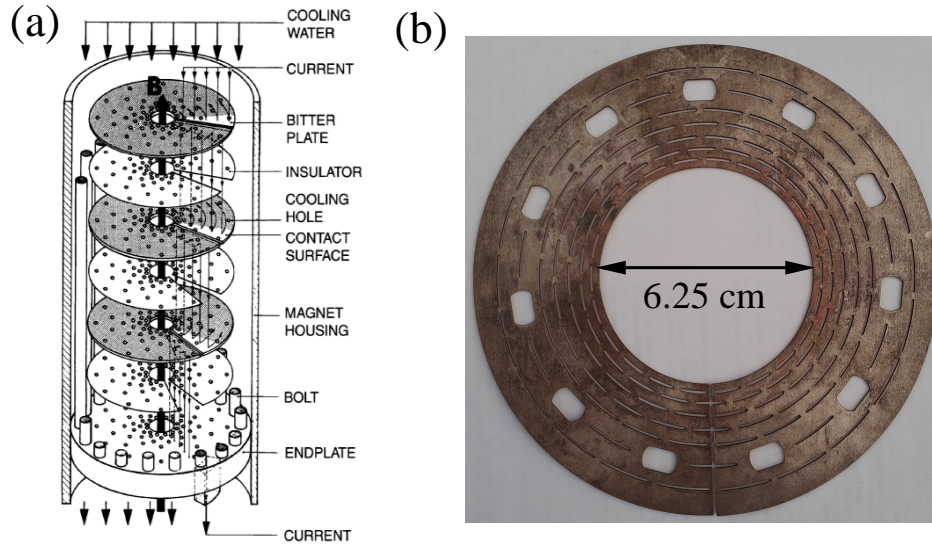 (a)
COOLING
WATER
CURRENT
B
BITTER
PLATE
INSULATOR
COOLING
HOLE
CONTACT
SURFACE
MAGNET
HOUSING
BOLT
ENDPLATE
CURRENT
(b)
6.25 cm